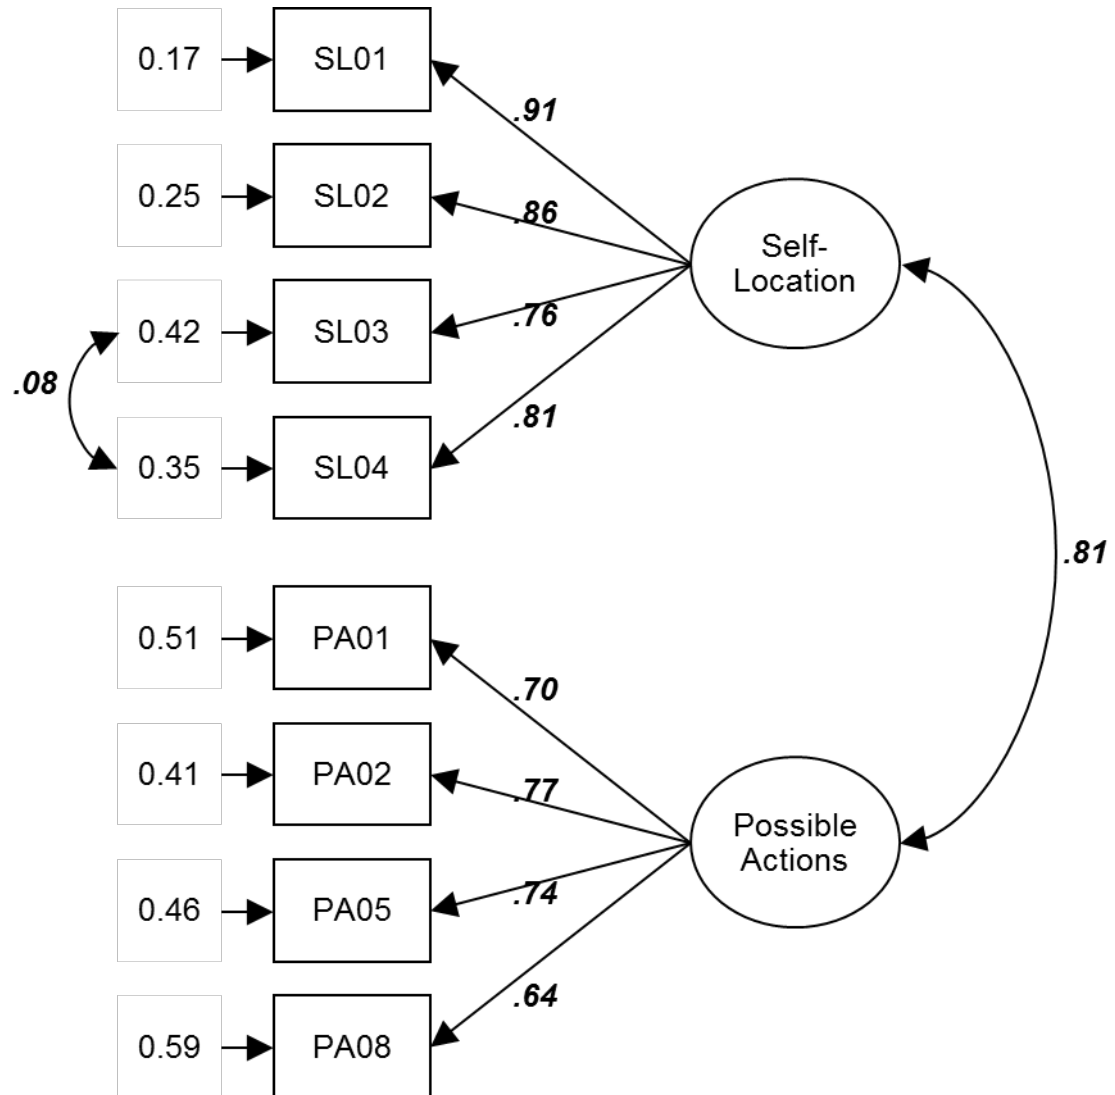 0.17 SL01
.91
0.25 SL02
.86
Self-
Location
0.42 SL03
.76
.08
0.35 SL04
.81
.81
0.51 PA01
.70
0.41 PA02
.77
Possible
Actions
0.46 PA05
.74
0.59 PA08
.64